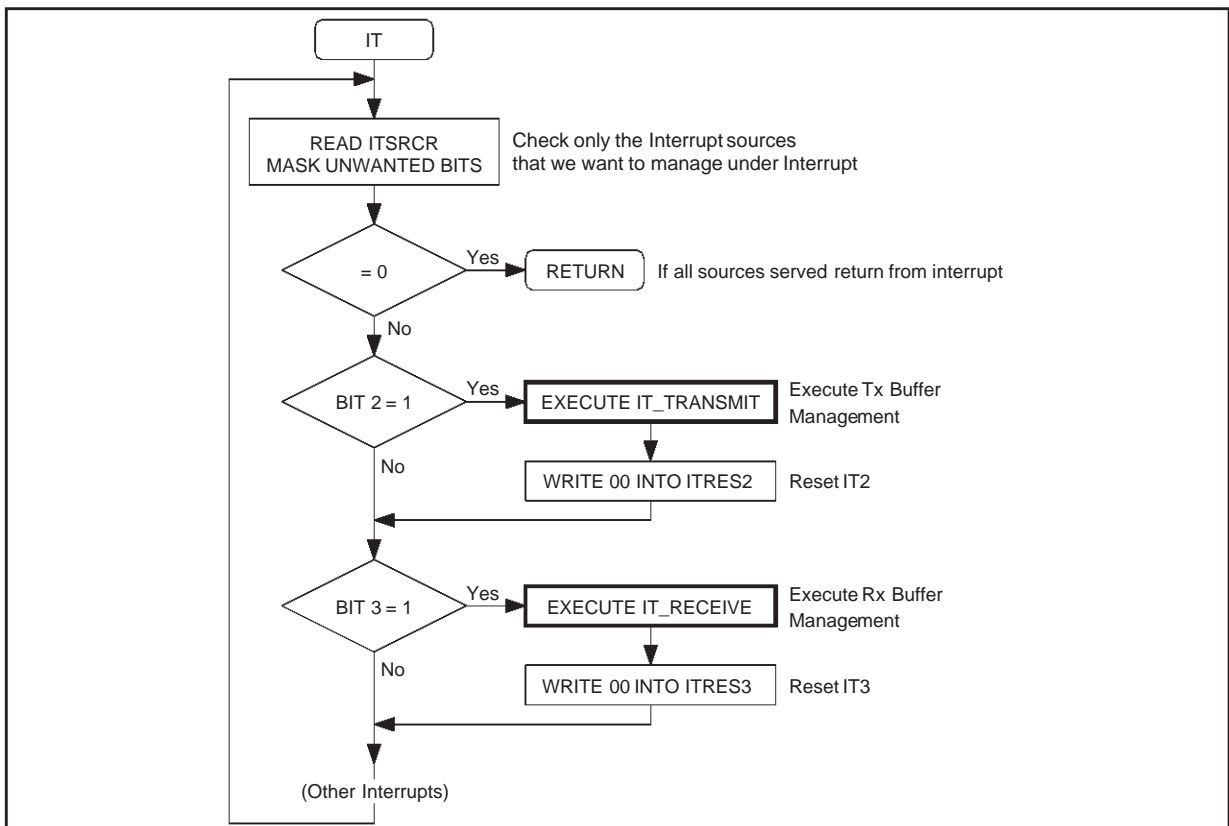 IT
READ ITSRCR
MASK UNWANTED BITS
Check only the Interrupt sources
that we want to manage under Interrupt
= 0
Yes
RETURN
If all sources served return from interrupt
No
BIT 2 = 1
Yes
EXECUTE IT_TRANSMIT
Execute Tx Buffer
Management
No
WRITE 00 INTO ITRES2
Reset IT2
BIT 3 = 1
Yes
EXECUTE IT_RECEIVE
Execute Rx Buffer
Management
No
WRITE 00 INTO ITRES3
Reset IT3
(Other Interrupts)